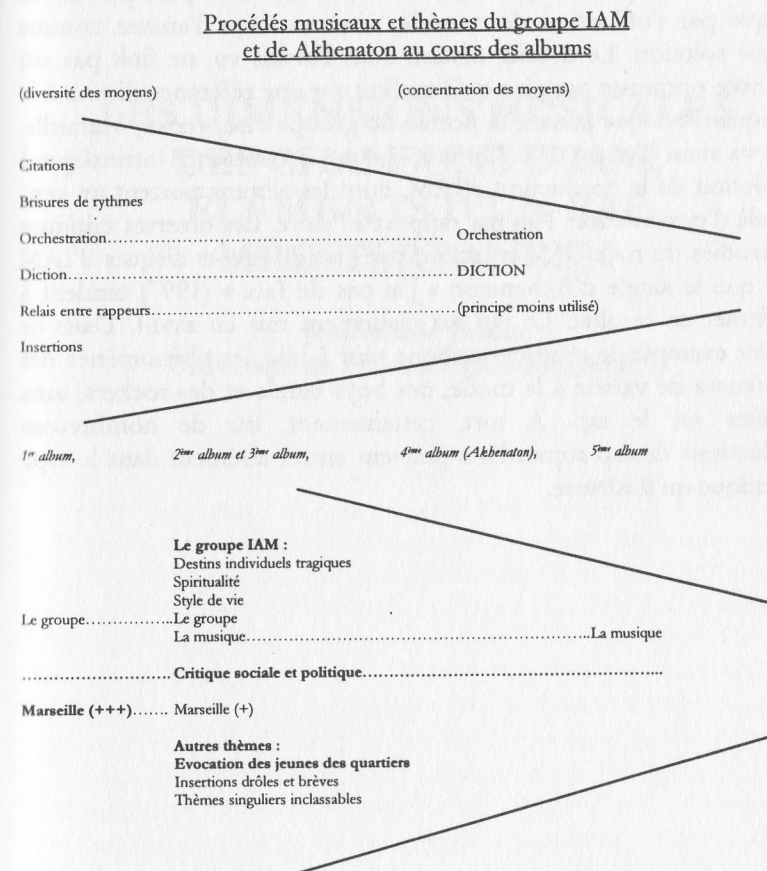 Procédés musicaux et thèmes du groupe IAM
et de Akhenaton au cours des albums
(diversité des moyens) (concentration des moyens)
Citations
Brisures de rythmes
Orchestration.......................................................... Orchestration
Diction.................................................................. DICTION
Relais entre rappeurs................................................ (principe moins utilisé)
Insertions
1er album, 2ème album et 3ème album, 4ème album (Akhenaton), 5ème album
Le groupe IAM :
Destins individuels tragiques
Spiritualité
Style de vie
Le groupe................Le groupe
La musique................................................................La musique
........................... Critique sociale et politique.......................................................
Marseille (+++)....... Marseille (+)
Autres thèmes :
Evocation des jeunes des quartiers
Insertions drôles et brèves
Thèmes singuliers inclassables